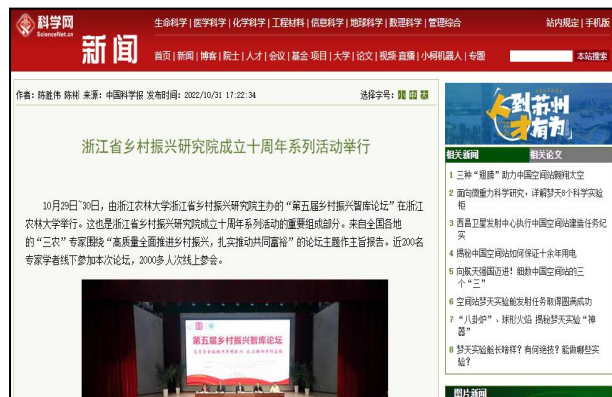 科学网
ScienceNet.cn
新闻
生命科学 | 医学科学 | 化学科学 | 工程材料 | 信息科学 | 地球科学 | 数理科学 | 管理综合
站内规定 | 手机版
首页 | 新闻 | 博客 | 院士 | 人才 | 会议 | 基金·项目 | 大学 | 论文 | 视频·直播 | 小柯机器人 | 专题
本站搜索
作者：陈胜伟 陈彬 来源：中国科学报 发布时间：2022/10/31 17:22:34
选择字号：小 中 大
浙江省乡村振兴研究院成立十周年系列活动举行
10月29日~30日，由浙江农林大学浙江省乡村振兴研究院主办的“第五届乡村振兴智库论坛”在浙江
农林大学举行。这也是浙江省乡村振兴研究院成立十周年系列活动的重要组成部分。来自全国各地
的“三农”专家围绕“高质量全面推进乡村振兴，扎实推动共同富裕”的论坛主题作主旨报告。近200名
专家学者线下参加本次论坛，2000多人次线上参会。
第五届乡村振兴智库论坛
到苏州
才有为
相关新闻
相关论文
1 三种“翅膀”助力中国空间站翱翔太空
2 面向微重力科学研究，详解梦天8个科学实验
柜
3 西昌卫星发射中心执行中国空间站建造任务纪
实
4 揭秘中国空间站如何保证十余年用电
5 向航天强国迈进！细数中国空间站的三
个“三”
6 空间站梦天实验舱发射任务取得圆满成功
7 “八卦炉”、球形火焰 揭秘梦天实验“神
器”
8 梦天实验舱长啥样？有何绝技？能做哪些实
验？
图片新闻